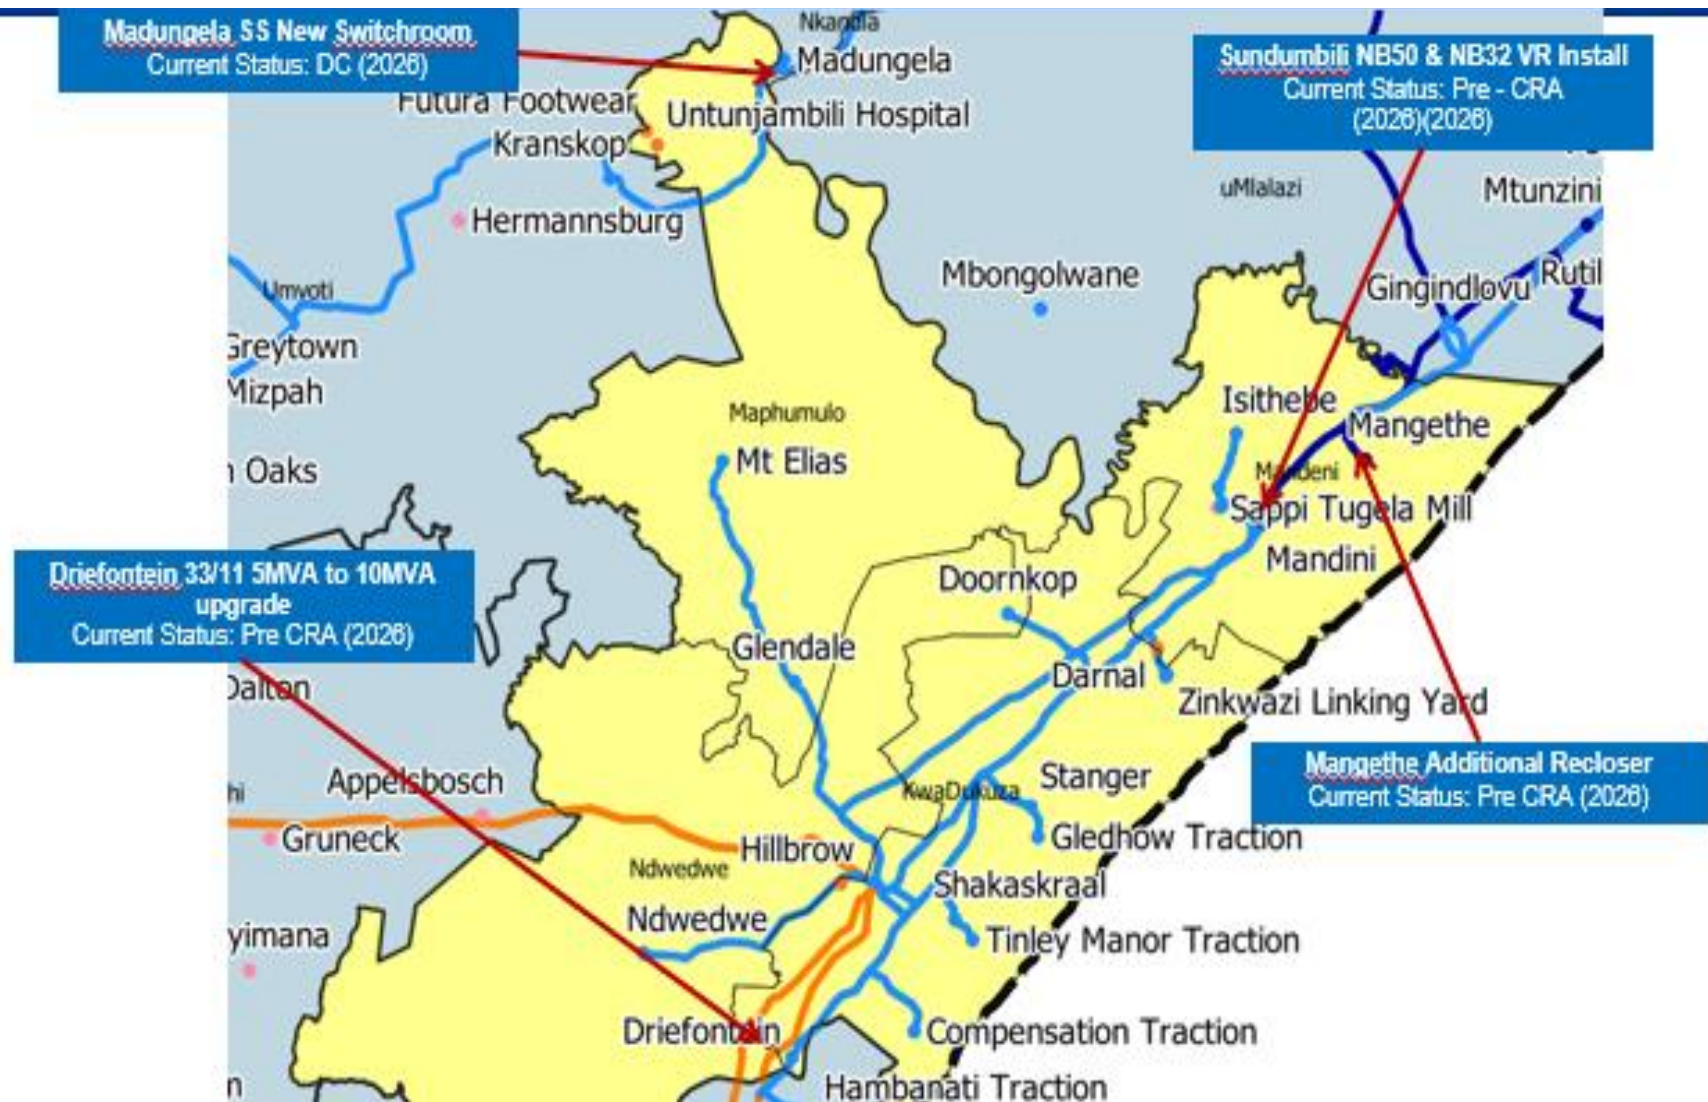 Madungela SS New Switchroom
Current Status: DC (2026)
Nkandla
Madungela
Sundumbili NB50 & NB32 VR Install
Current Status: Pre - CRA
(2026)(2026)
Futura Footwear
Untunjambili Hospital
Kranskop
uMlalazi
Mtunzini
Hermannsburg
Mbongolwane
Gingindlovu
Rutil
Umvoti
Greytown
Mizpah
Maphumulo
Isithebe
Mangethe
Oaks
Mt Elias
Mandeni
Sappi Tugela Mill
Mandini
Driefontein 33/11 5MVA to 10MVA
upgrade
Current Status: Pre CRA (2026)
Doornkop
Glendale
Darnal
Dalton
Zinkwazi Linking Yard
Mangethe Additional Recloser
Current Status: Pre CRA (2026)
Appelsbosch
Stanger
hi
KwaDukuza
Gruneck
Hillbrow
Gledhow Traction
Ndwedwe
Shakaskraal
Ndwedwe
yimana
Tinley Manor Traction
Driefontein
Compensation Traction
Hambanati Traction